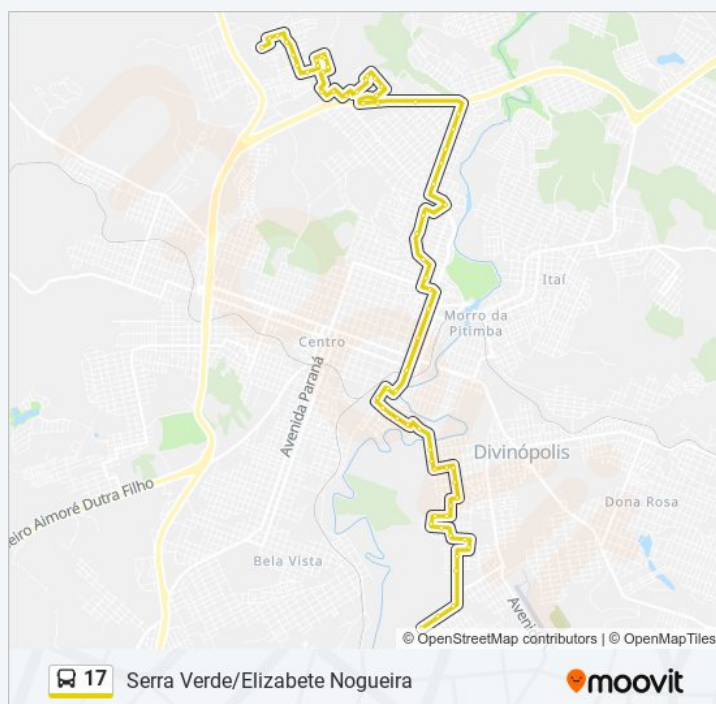 Itaí
Morro da
Pitimba
Centro
Avenida Paraná
Divinópolis
eiro Aimoré Dutra Filho
Dona Rosa
Bela Vista
Aveni
© OpenStreetMap contributors | © OpenMapTiles
17 Serra Verde/Elizabete Nogueira
moovit